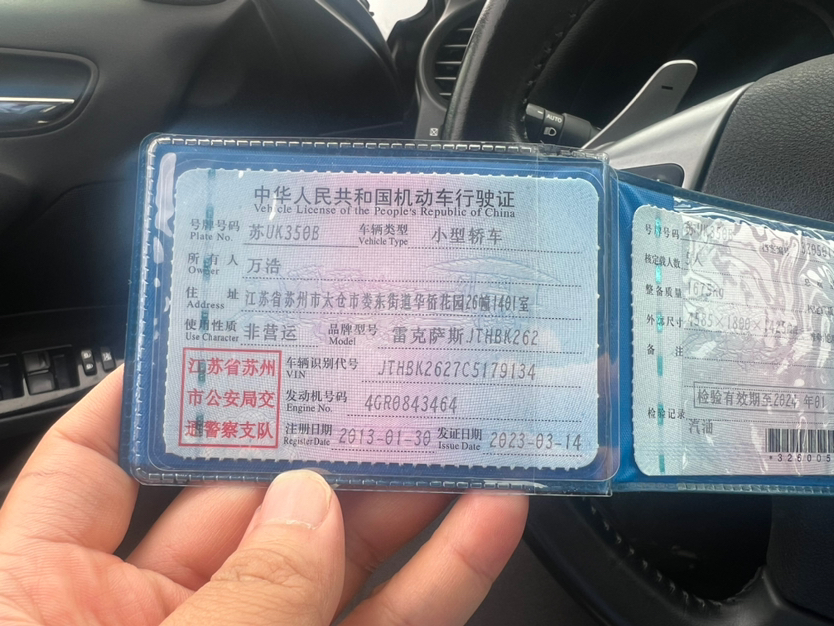 中华人民共和国机动车行驶证
Vehicle License of the People's Republic of China
号牌号码 Plate No. 苏UK350B 车辆类型 Vehicle Type 小型轿车
所有人 Owner 万浩
住址 Address 江苏省苏州市太仓市娄东街道华侨花园26幢1401室
使用性质 Use Character 非营运 品牌型号 Model 雷克萨斯JTHBK262
江苏省苏州
市公安局交
通警察支队
车辆识别代号 VIN JTHBK2627C5179134
发动机号码 Engine No. 4GR0843464
注册日期 Register Date 2013-01-30 发证日期 Issue Date 2023-03-14
号牌号码
核定载人数 5人
整备质量 1675kg
外廓尺寸
备注
检验有效期至2024年01
检验记录
汽油
AUTO